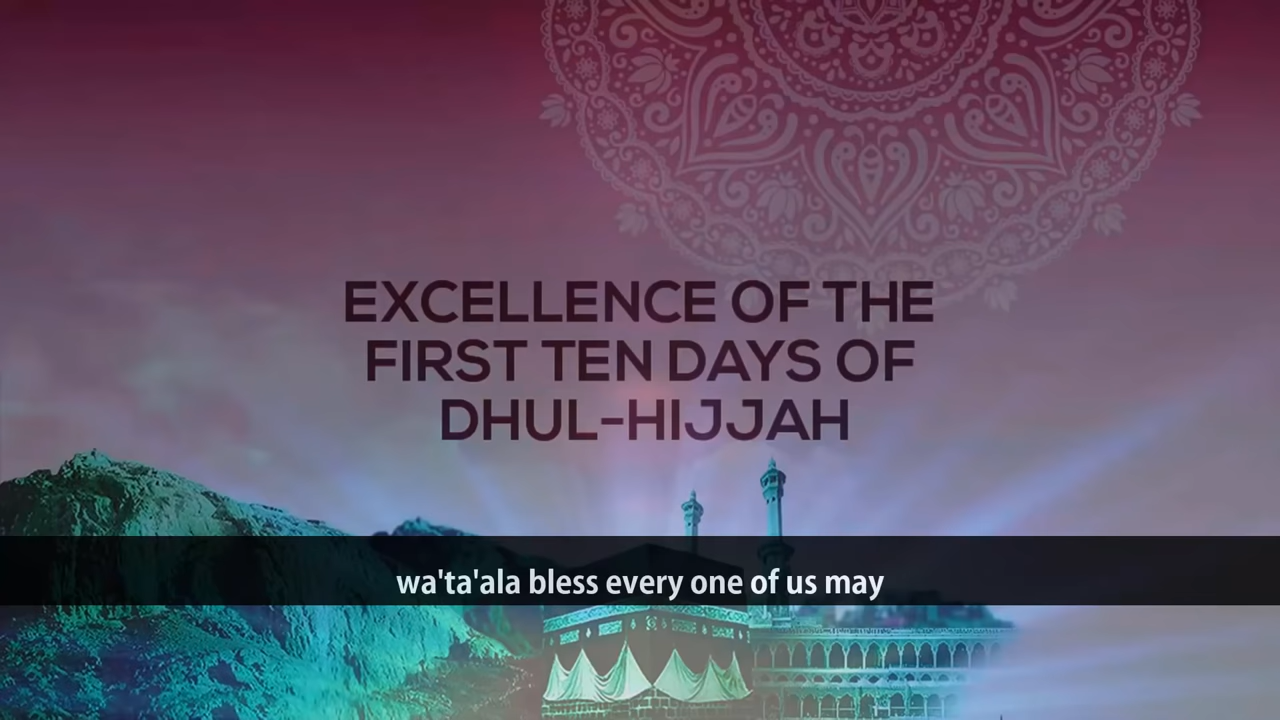 EXCELLENCE OF THE
FIRST TEN DAYS OF
DHUL-HIJJAH
wa'ta'ala bless every one of us may